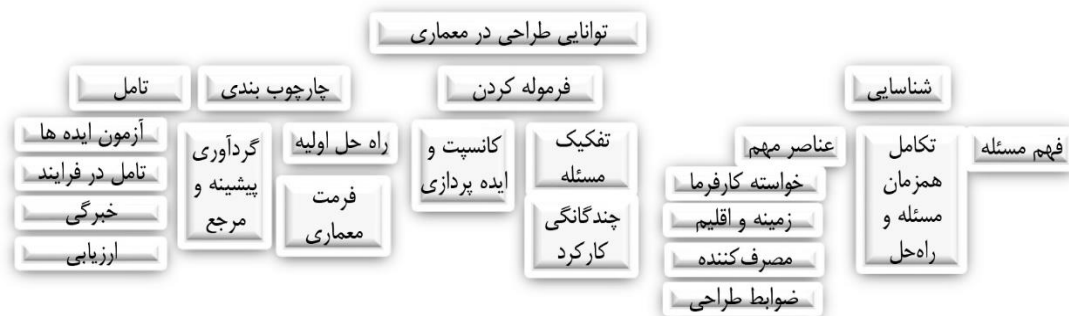 توانایی طراحی در معماری
شناسایی
فرموله کردن
چارچوب بندی
تامل
فهم مسئله
تکامل
همزمان
مسئله و
راه‌حل
عناصر مهم
خواسته کارفرما
زمینه و اقلیم
مصرف‌کننده
ضوابط طراحی
تفکیک
مسئله
چندگانگی
کارکرد
کانسپت و
ایده پردازی
راه حل اولیه
فرمت
معماری
گردآوری
پیشینه و
مرجع
آزمون ایده ها
تامل در فرایند
خبرگی
ارزیابی